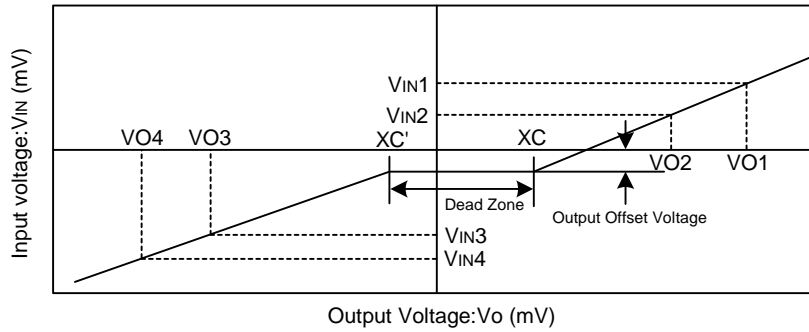 Input voltage:VIN (mV)
VIN1
VIN2
VO4
VO3
XC'
XC
VO2
VO1
Dead Zone
Output Offset Voltage
VIN3
VIN4
Output Voltage:Vo (mV)